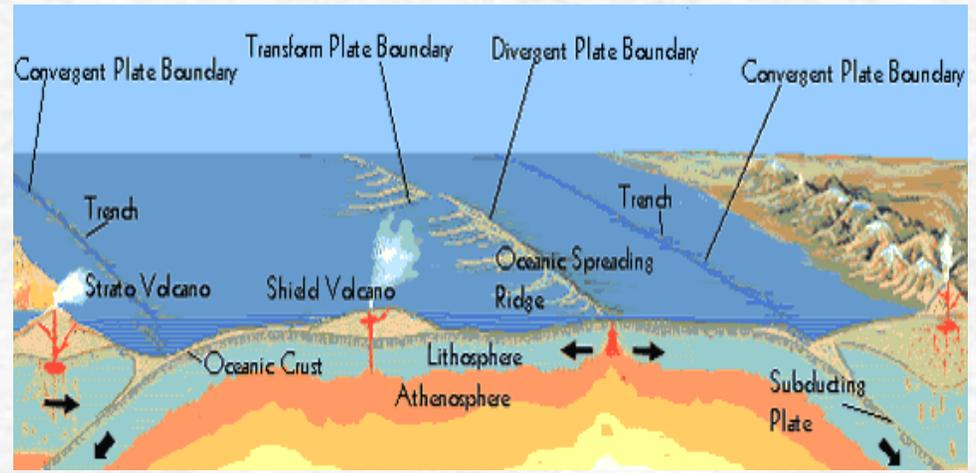 Transform Plate Boundary
Divergent Plate Boundary
Convergent Plate Boundary
Convergent Plate Boundary
Trench
Trench
Oceanic Spreading
Ridge
Strato Volcano
Shield Volcano
Oceanic Crust
Lithosphere
Athenosphere
Subducting
Plate